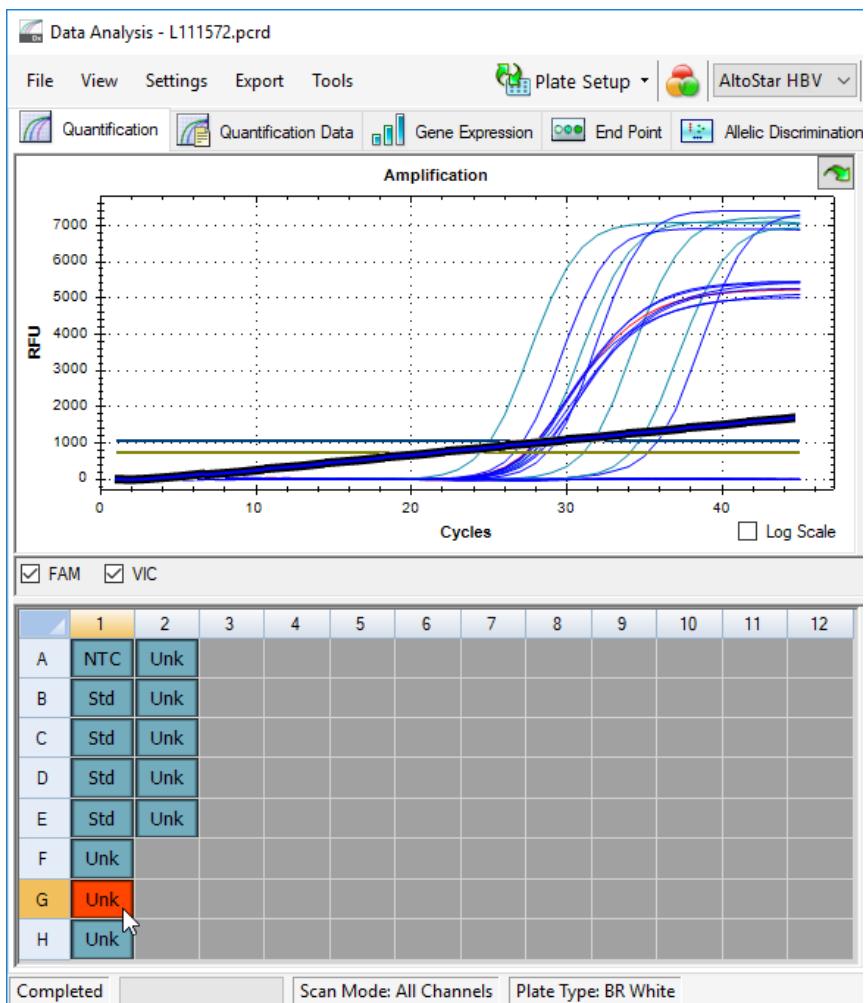 Data Analysis - L111572.pcrd
File View Settings Export Tools Plate Setup AltoStar HBV
Quantification Quantification Data Gene Expression End Point Allelic Discrimination
Amplification
7000
6000
5000
4000
3000
2000
1000
0
RFU
0 10 20 30 40
Cycles
Log Scale
FAM VIC
1 2 3 4 5 6 7 8 9 10 11 12
A NTC Unk
B Std Unk
C Std Unk
D Std Unk
E Std Unk
F Unk
G Unk
H Unk
Completed Scan Mode: All Channels Plate Type: BR White